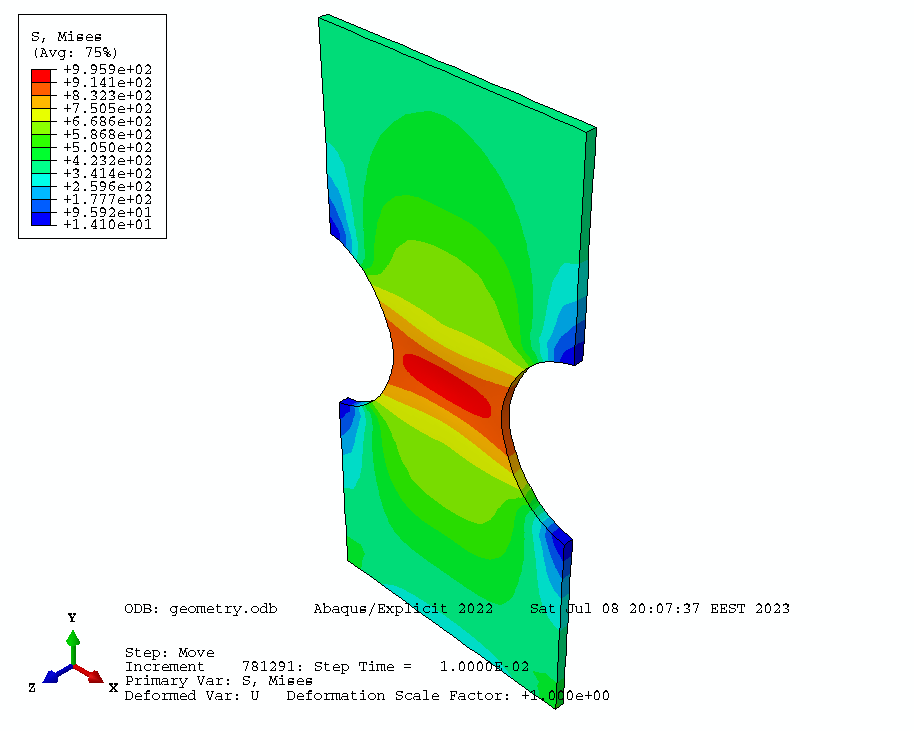 S, Mises
(Avg: 75%)
+9.959e+02
+9.141e+02
+8.323e+02
+7.505e+02
+6.686e+02
+5.868e+02
+5.050e+02
+4.232e+02
+3.414e+02
+2.596e+02
+1.777e+02
+9.592e+01
+1.410e+01
ODB: geometry.odb    Abaqus/Explicit 2022    Sat Jul 08 20:07:37 EEST 2023
Y
Z
X
Step: Move
Increment    781291: Step Time =    1.0000E-02
Primary Var: S, Mises
Deformed Var: U   Deformation Scale Factor: +1.000e+00